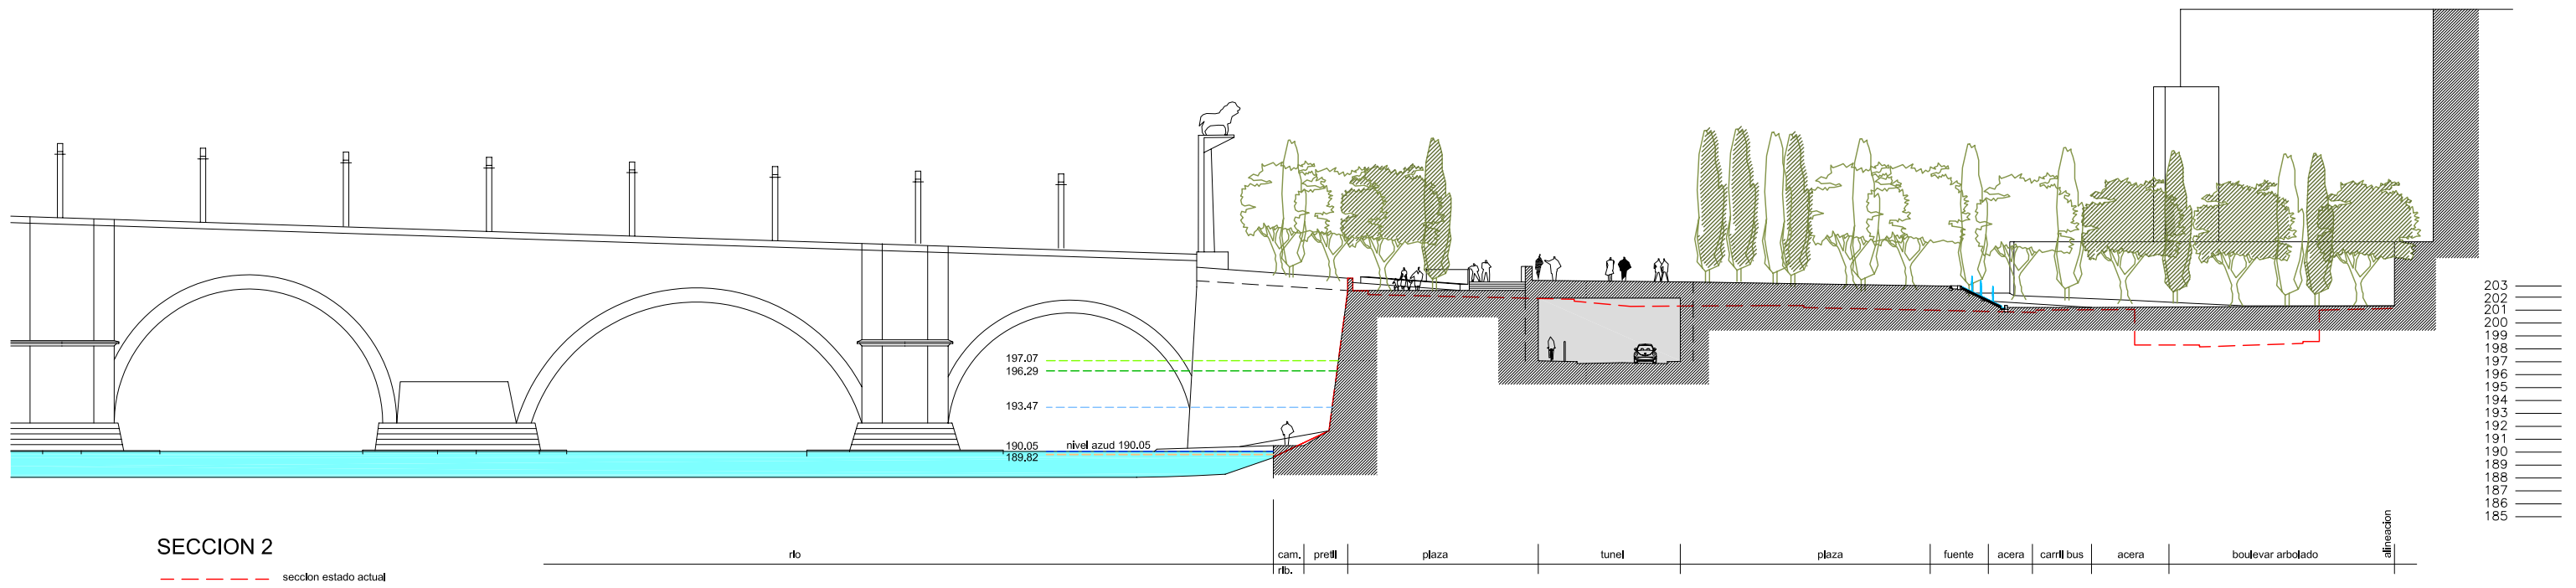 197.07
196.29
193.47
190.05
nivel azud 190.05
189.82
203
202
201
200
199
198
197
196
195
194
193
192
191
190
189
188
187
186
185
SECCION 2
seccion estado actual
rio
cam.
rib.
pretil
plaza
tunel
plaza
fuente
acera
carril bus
acera
boulevar arbolado
alineacion